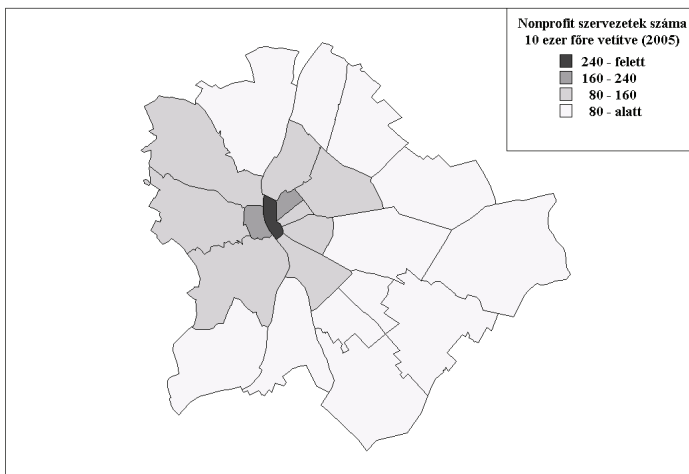 Nonprofit szervezetek száma
10 ezer főre vetítve (2005)
240 - felett
160 - 240
80 - 160
80 - alatt